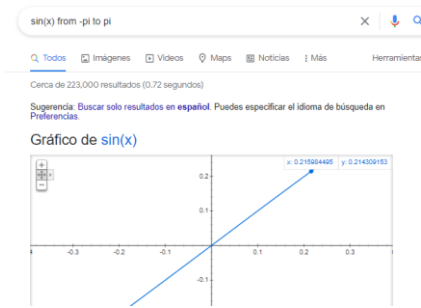 sin(x) from -pi to pi
Todos Imágenes Videos Maps Noticias Más Herramientas
Cerca de 223,000 resultados (0.72 segundos)
Sugerencia: Buscar solo resultados en español. Puedes especificar el idioma de búsqueda en
Preferencias.
Gráfico de sin(x)
x: 0.215984495 y: 0.214309153
0.2
0.1
-0.3 -0.2 -0.1 0.1 0.2 0.3
-0.1